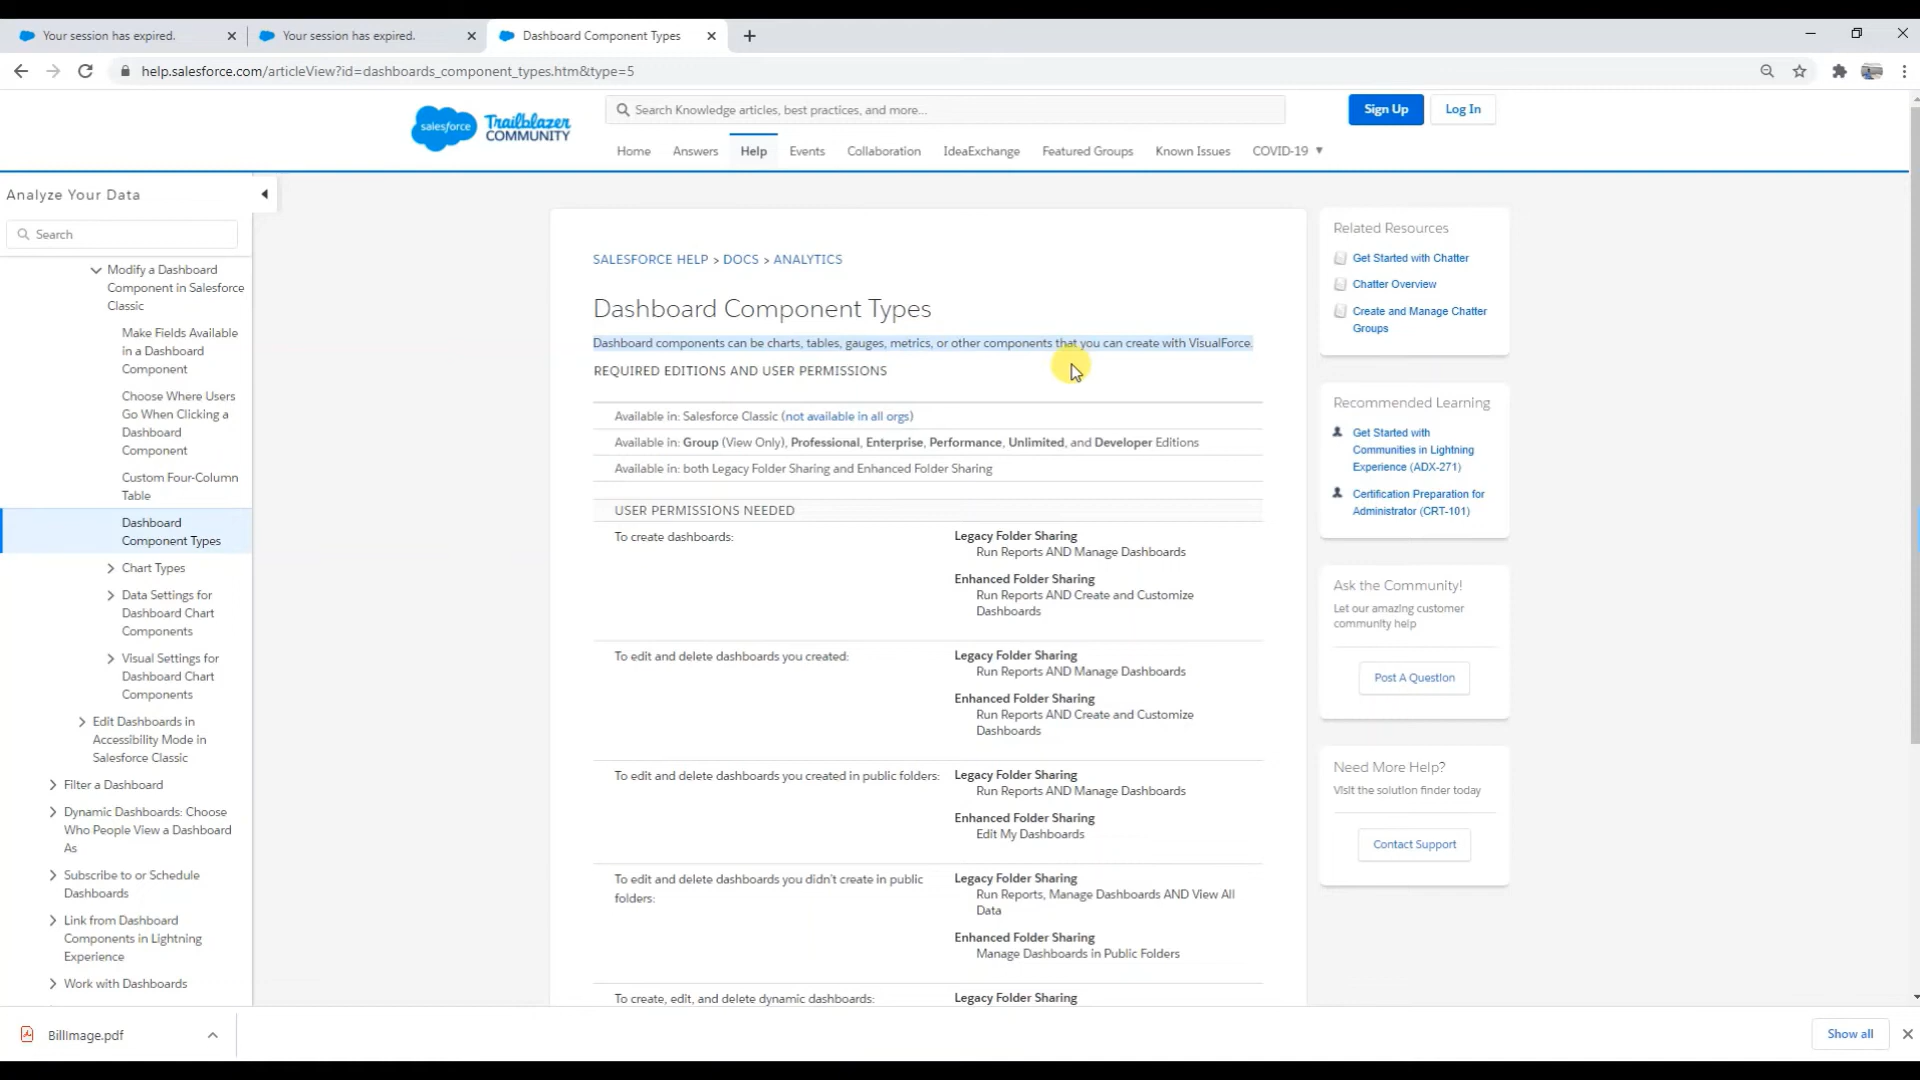 Your session has expired.
Your session has expired.
Dashboard Component Types
help.salesforce.com/articleView?id=dashboards_component_types.htm&type=5
salesforce
Trailblazer
COMMUNITY
Search Knowledge articles, best practices, and more...
Sign Up
Log In
Home
Answers
Help
Events
Collaboration
IdeaExchange
Featured Groups
Known Issues
COVID-19
Analyze Your Data
Search
Modify a Dashboard
Component in Salesforce
Classic
Make Fields Available
in a Dashboard
Component
Choose Where Users
Go When Clicking a
Dashboard
Component
Custom Four-Column
Table
Dashboard
Component Types
Chart Types
Data Settings for
Dashboard Chart
Components
Visual Settings for
Dashboard Chart
Components
Edit Dashboards in
Accessibility Mode in
Salesforce Classic
Filter a Dashboard
Dynamic Dashboards: Choose
Who People View a Dashboard
As
Subscribe to or Schedule
Dashboards
Link from Dashboard
Components in Lightning
Experience
Work with Dashboards
SALESFORCE HELP > DOCS > ANALYTICS
Dashboard Component Types
Dashboard components can be charts, tables, gauges, metrics, or other components that you can create with VisualForce.
REQUIRED EDITIONS AND USER PERMISSIONS
Available in: Salesforce Classic (not available in all orgs)
Available in: Group (View Only), Professional, Enterprise, Performance, Unlimited, and Developer Editions
Available in: both Legacy Folder Sharing and Enhanced Folder Sharing
USER PERMISSIONS NEEDED
To create dashboards:
Legacy Folder Sharing
Run Reports AND Manage Dashboards
Enhanced Folder Sharing
Run Reports AND Create and Customize
Dashboards
To edit and delete dashboards you created:
Legacy Folder Sharing
Run Reports AND Manage Dashboards
Enhanced Folder Sharing
Run Reports AND Create and Customize
Dashboards
To edit and delete dashboards you created in public folders:
Legacy Folder Sharing
Run Reports AND Manage Dashboards
Enhanced Folder Sharing
Edit My Dashboards
To edit and delete dashboards you didn't create in public
folders:
Legacy Folder Sharing
Run Reports, Manage Dashboards AND View All
Data
Enhanced Folder Sharing
Manage Dashboards in Public Folders
To create, edit, and delete dynamic dashboards:
Legacy Folder Sharing
Related Resources
Get Started with Chatter
Chatter Overview
Create and Manage Chatter
Groups
Recommended Learning
Get Started with
Communities in Lightning
Experience (ADX-271)
Certification Preparation for
Administrator (CRT-101)
Ask the Community!
Let our amazing customer
community help
Post A Question
Need More Help?
Visit the solution finder today
Contact Support
BillImage.pdf
Show all